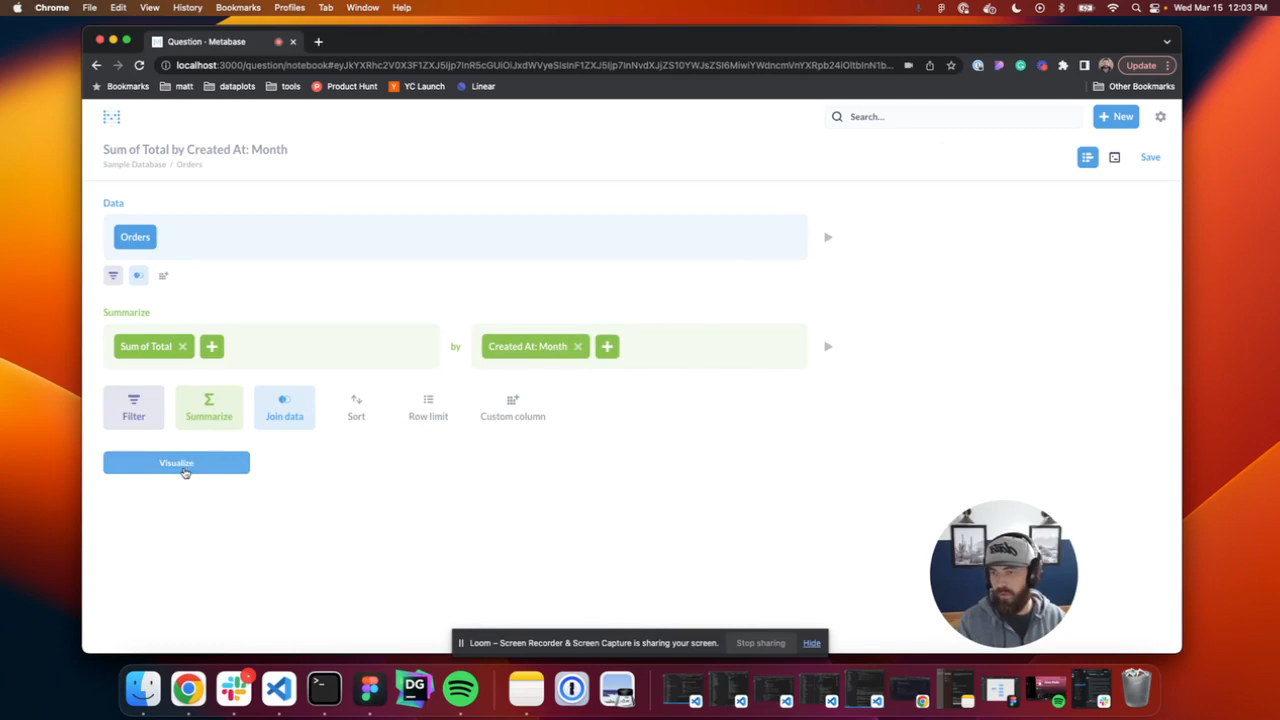 Chrome File Edit View History Bookmarks Profiles Tab Window Help Wed Mar 15 12:03 PM
Question - Metabase
Update
Bookmarks matt dataplots tools Product Hunt YC Launch Linear Other Bookmarks
Search...
New
Sum of Total by Created At: Month
Sample Database / Orders
Save
Data
Orders
Summarize
Sum of Total by Created At: Month
Filter Summarize Join data Sort Row limit Custom column
Visualize
Loom – Screen Recorder & Screen Capture is sharing your screen. Stop sharing Hide
DG